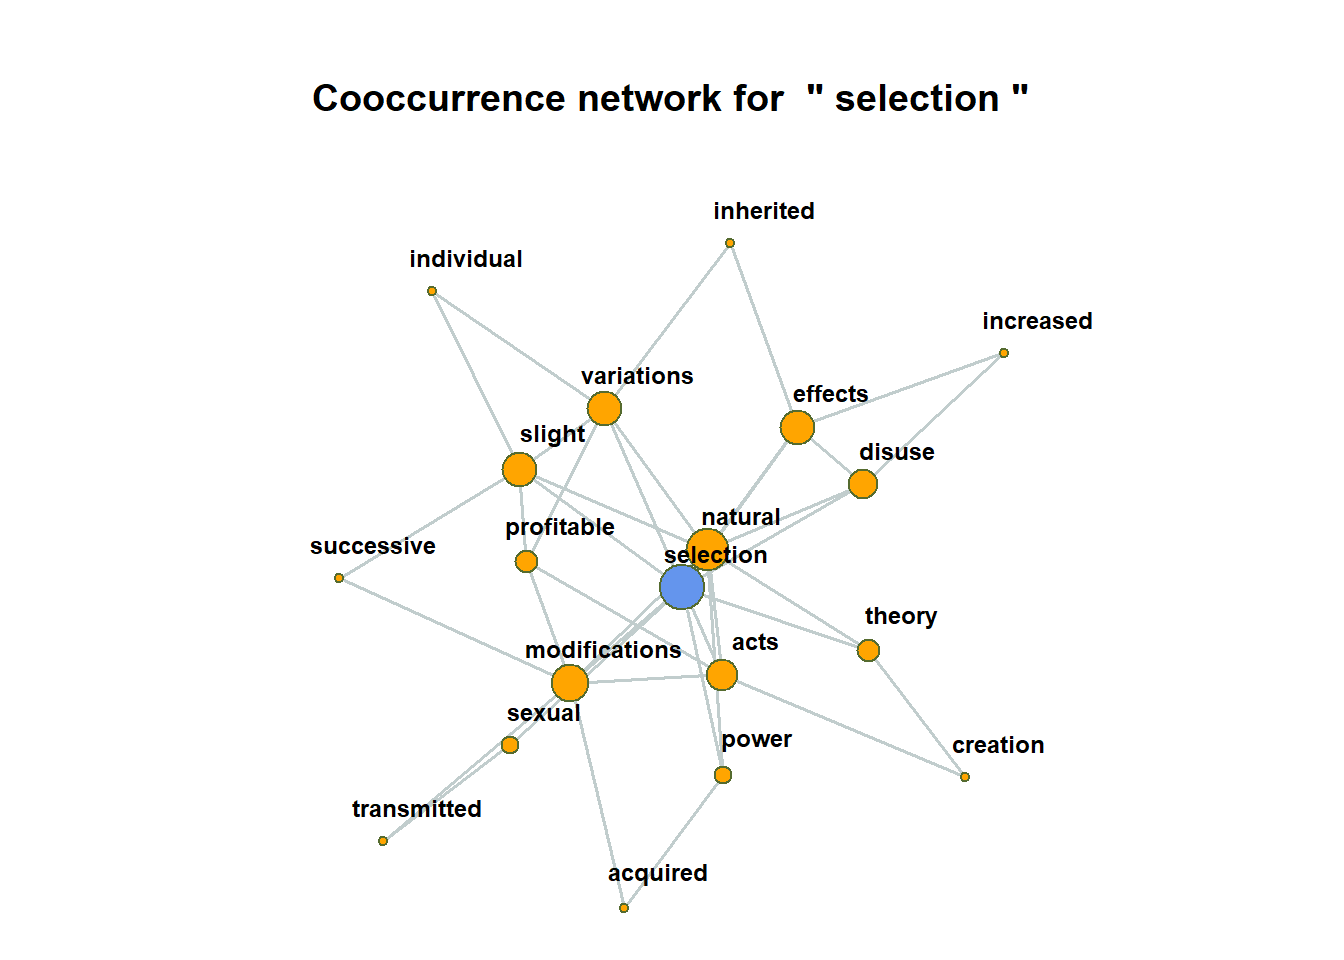 Cooccurrence network for " selection "
inherited
individual
increased
variations
effects
slight
disuse
natural
profitable
successive
selection
theory
acts
modifications
sexual
power
creation
transmitted
acquired